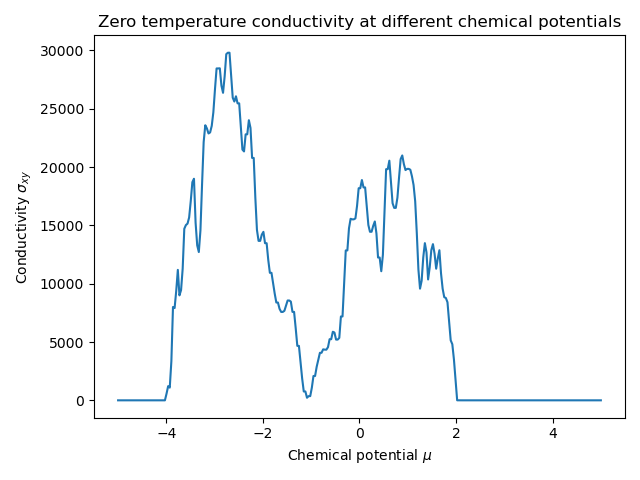 Zero temperature conductivity at different chemical potentials
Conductivity σxy
30000
25000
20000
15000
10000
5000
0
−4 −2 0 2 4
Chemical potential μ